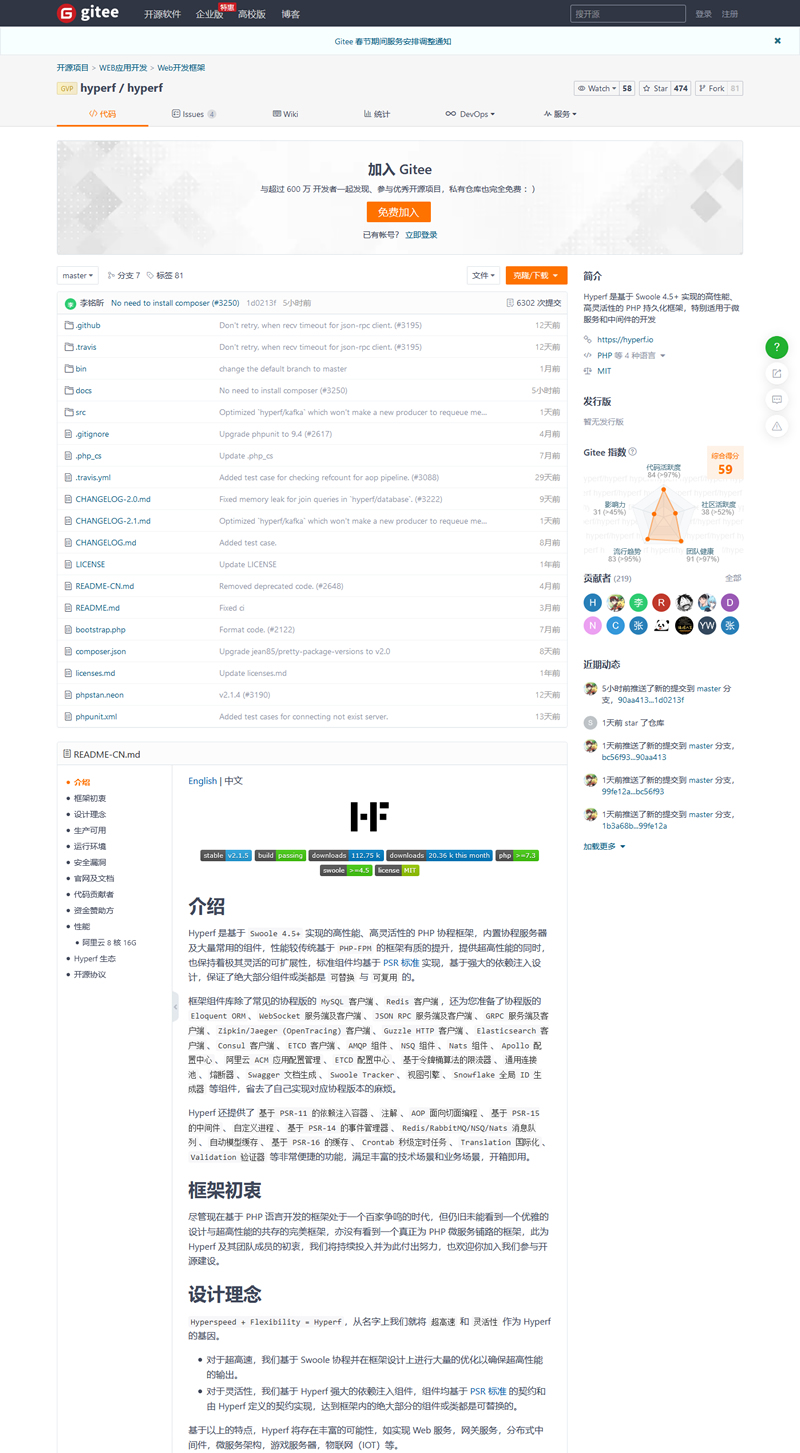 gitee
开源软件 企业版 特惠 高校版 博客 搜开源 登录 注册
Gitee 春节期间服务安排调整通知
开源项目 > WEB应用开发 > Web开发框架
GVP hyperf / hyperf
Watch 58 Star 474 Fork 81
代码 Issues 4 Wiki 统计 DevOps 服务
加入 Gitee
与超过 600 万 开发者一起发现、参与优秀开源项目，私有仓库也完全免费 :）
免费加入
已有帐号？ 立即登录
master 分支 7 标签 81 文件 克隆/下载
李铭昕 No need to install composer (#3250) 1d0213f 5小时前 6302 次提交
.github Don't retry, when recv timeout for json-rpc client. (#3195) 12天前
.travis Don't retry, when recv timeout for json-rpc client. (#3195) 12天前
bin change the default branch to master 1月前
docs No need to install composer (#3250) 5小时前
src Optimized `hyperf/kafka` which won't make a new producer to requeue me... 1天前
.gitignore Upgrade phpunit to 9.4 (#2617) 4月前
.php_cs Update .php_cs 7月前
.travis.yml Added test case for checking refcount for aop pipeline. (#3088) 29天前
CHANGELOG-2.0.md Fixed memory leak for join queries in `hyperf/database`. (#3222) 9天前
CHANGELOG-2.1.md Optimized `hyperf/kafka` which won't make a new producer to requeue me... 1天前
CHANGELOG.md Added test case. 8月前
LICENSE Update LICENSE 1年前
README-CN.md Removed deprecated code. (#2648) 4月前
README.md Fixed ci 3月前
bootstrap.php Format code. (#2122) 7月前
composer.json Upgrade jean85/pretty-package-versions to v2.0 8天前
licenses.md Update licenses.md 1年前
phpstan.neon v2.1.4 (#3190) 12天前
phpunit.xml Added test cases for connecting not exist server. 13天前
简介
Hyperf 是基于 Swoole 4.5+ 实现的高性能、
高灵活性的 PHP 持久化框架，特别适用于微
服务和中间件的开发
https://hyperf.io
PHP 等 4 种语言
MIT
发行版
暂无发行版
Gitee 指数
综合得分
59
代码活跃度
84 (>97%)
影响力
31 (>45%)
社区活跃度
38 (>52%)
流行趋势
83 (>95%)
团队健康
91 (>97%)
贡献者 (219) 全部
H 李 R D
N C 张 YW 张
近期动态
5小时前推送了新的提交到 master 分
支，90aa413...1d0213f
S 1天前 star 了仓库
1天前推送了新的提交到 master 分支，
bc56f93...90aa413
1天前推送了新的提交到 master 分支，
99fe12a...bc56f93
1天前推送了新的提交到 master 分支，
1b3a68b...99fe12a
加载更多
README-CN.md
介绍
框架初衷
设计理念
生产可用
运行环境
安全漏洞
官网及文档
代码贡献者
资金赞助方
性能
阿里云 8 核 16G
Hyperf 生态
开源协议
English | 中文
HF
stable v2.1.5 build passing downloads 112.75 k downloads 20.36 k this month php >=7.3
swoole >=4.5 license MIT
介绍
Hyperf 是基于 Swoole 4.5+ 实现的高性能、高灵活性的 PHP 协程框架，内置协程服务器
及大量常用的组件，性能较传统基于 PHP-FPM 的框架有质的提升，提供超高性能的同时，
也保持着极其灵活的可扩展性，标准组件均基于 PSR 标准 实现，基于强大的依赖注入设
计，保证了绝大部分组件或类都是 可替换 与 可复用 的。
框架组件库除了常见的协程版的 MySQL 客户端 、 Redis 客户端 ，还为您准备了协程版的
Eloquent ORM 、 WebSocket 服务端及客户端 、 JSON RPC 服务端及客户端 、 GRPC 服务端及客
户端 、 Zipkin/Jaeger (OpenTracing) 客户端 、 Guzzle HTTP 客户端 、 Elasticsearch 客
户端 、 Consul 客户端 、 ETCD 客户端 、 AMQP 组件 、 NSQ 组件 、 Nats 组件 、 Apollo 配
置中心 、 阿里云 ACM 应用配置管理 、 ETCD 配置中心 、 基于令牌桶算法的限流器 、 通用连接
池 、 熔断器 、 Swagger 文档生成 、 Swoole Tracker 、 视图引擎 、 Snowflake 全局 ID 生
成器 等组件，省去了自己实现对应协程版本的麻烦。
Hyperf 还提供了 基于 PSR-11 的依赖注入容器 、 注解 、 AOP 面向切面编程 、 基于 PSR-15
的中间件 、 自定义进程 、 基于 PSR-14 的事件管理器 、 Redis/RabbitMQ/NSQ/Nats 消息队
列 、 自动模型缓存 、 基于 PSR-16 的缓存 、 Crontab 秒级定时任务 、 Translation 国际化 、
Validation 验证器 等非常便捷的功能，满足丰富的技术场景和业务场景，开箱即用。
框架初衷
尽管现在基于 PHP 语言开发的框架处于一个百家争鸣的时代，但仍旧未能看到一个优雅的
设计与超高性能的共存的完美框架，亦没有看到一个真正为 PHP 微服务铺路的框架，此为
Hyperf 及其团队成员的初衷，我们将持续投入并为此付出努力，也欢迎你加入我们参与开
源建设。
设计理念
Hyperspeed + Flexibility = Hyperf ，从名字上我们就将 超高速 和 灵活性 作为 Hyperf
的基因。
对于超高速，我们基于 Swoole 协程并在框架设计上进行大量的优化以确保超高性能
的输出。
对于灵活性，我们基于 Hyperf 强大的依赖注入组件，组件均基于 PSR 标准 的契约和
由 Hyperf 定义的契约实现，达到框架内的绝大部分的组件或类都是可替换的。
基于以上的特点，Hyperf 将存在丰富的可能性，如实现 Web 服务，网关服务，分布式中
间件，微服务架构，游戏服务器，物联网（IOT）等。